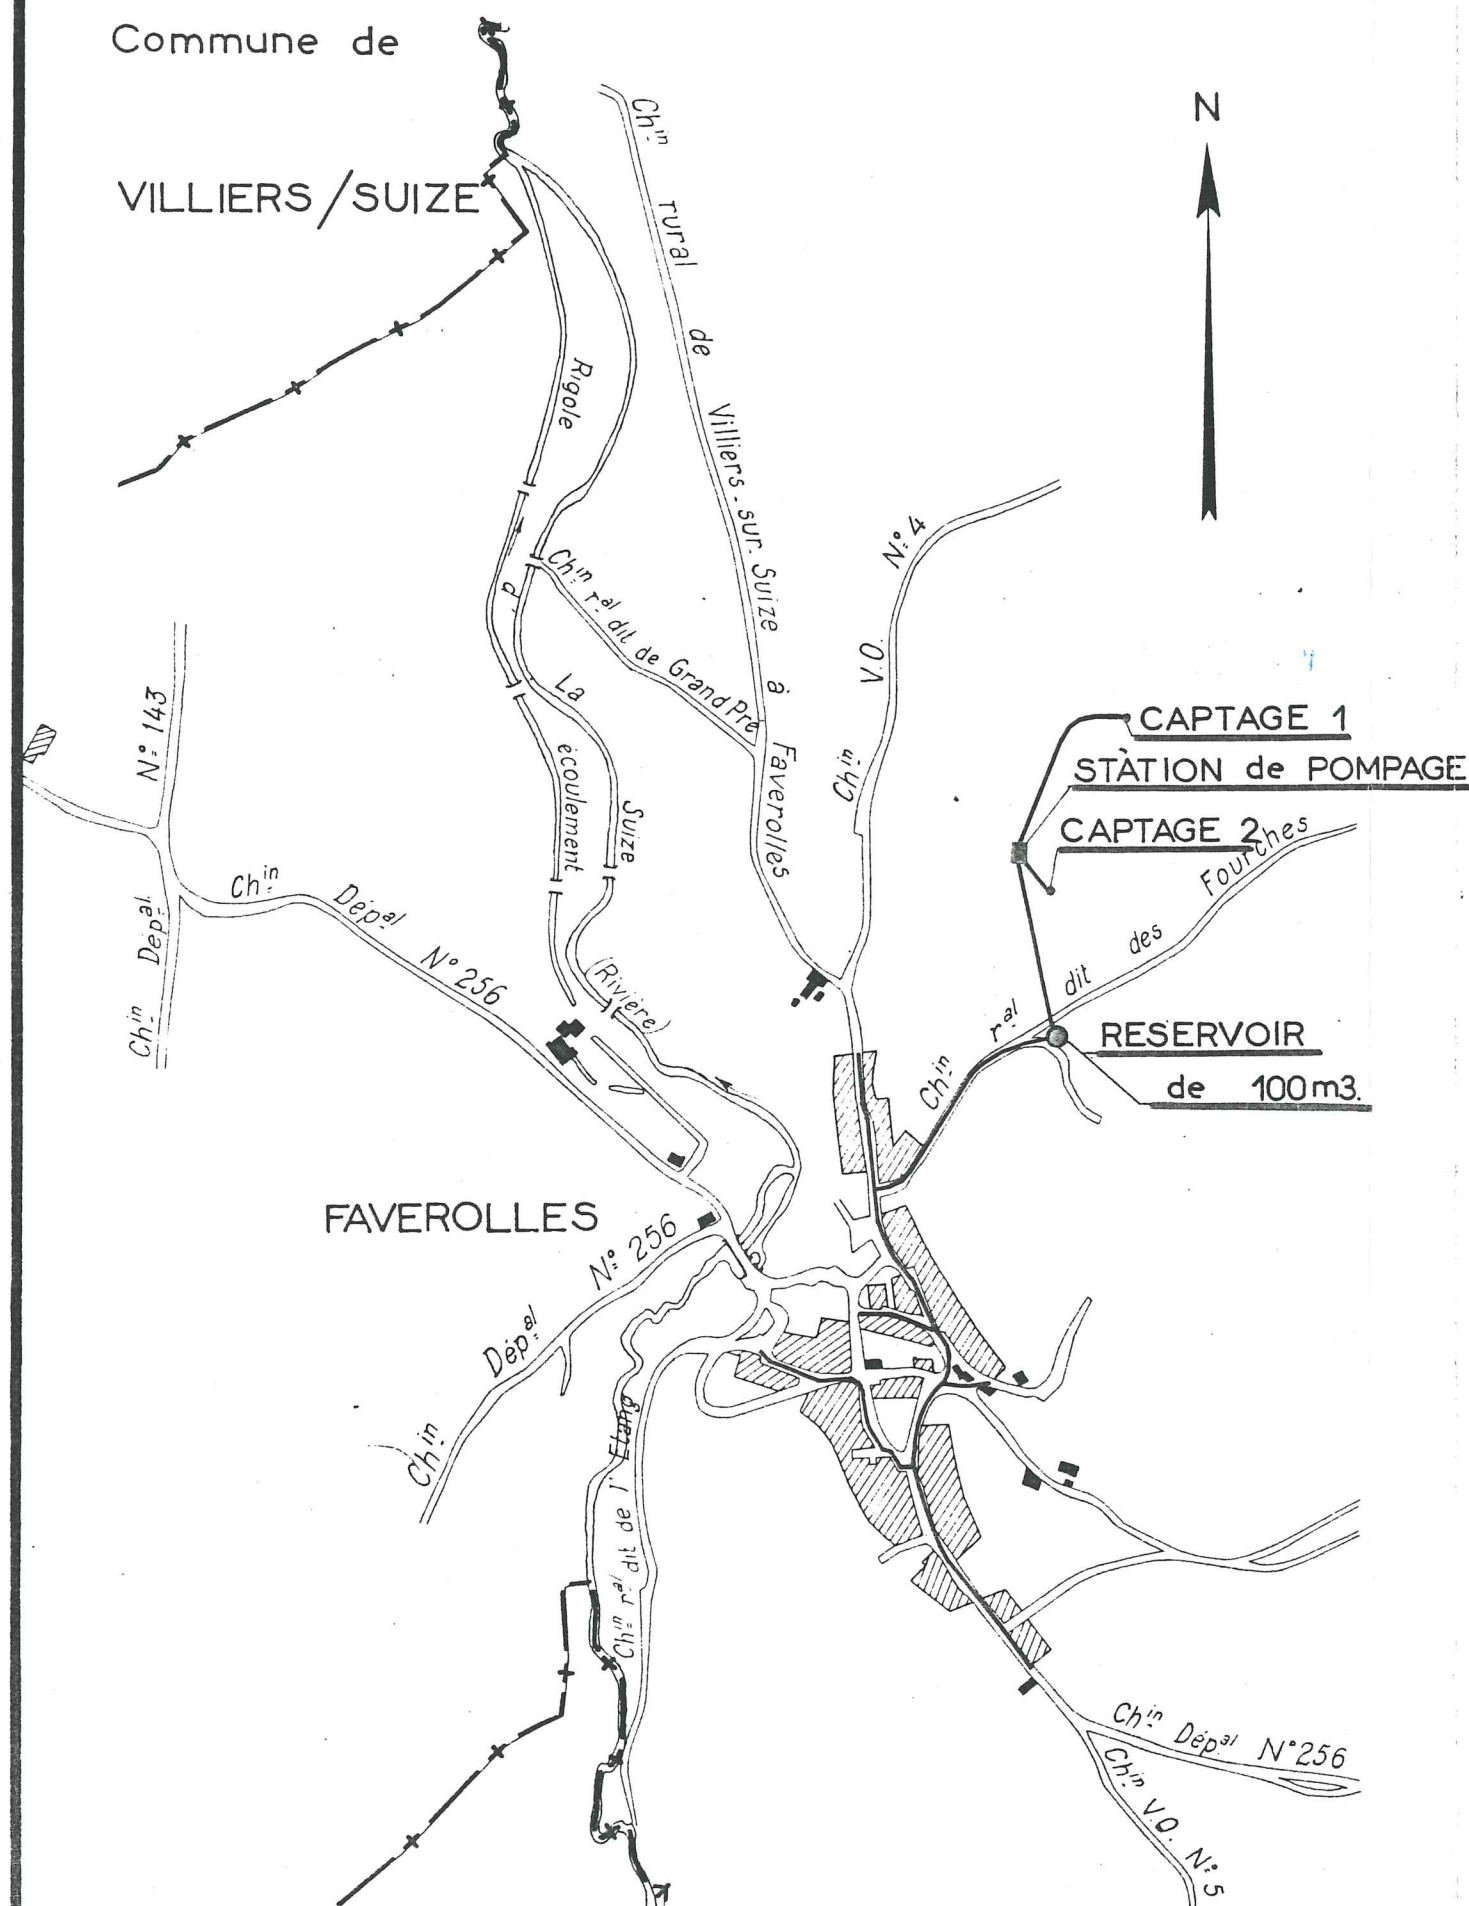 Commune de
VILLIERS/SUIZE
N
Ch.in rural de Villiers-sur-Suize à Faverolles
Rigole d'écoulement
La Suize
(Rivière)
Ch.in r.al dit de Grand Pré
Ch.in V.O. N° 4
CAPTAGE 1
STATION de POMPAGE
CAPTAGE 2
Ch.in r.al dit des Fourches
RESERVOIR
de 100 m3.
Ch.in Dép.al N° 143
Ch.in Dép.al N° 256
FAVEROLLES
Ch.in Dép.al N° 256
Ch.in r.al dit de l'Etang
Ch.in Dép.al N° 256
Ch.in V.O. N° 5